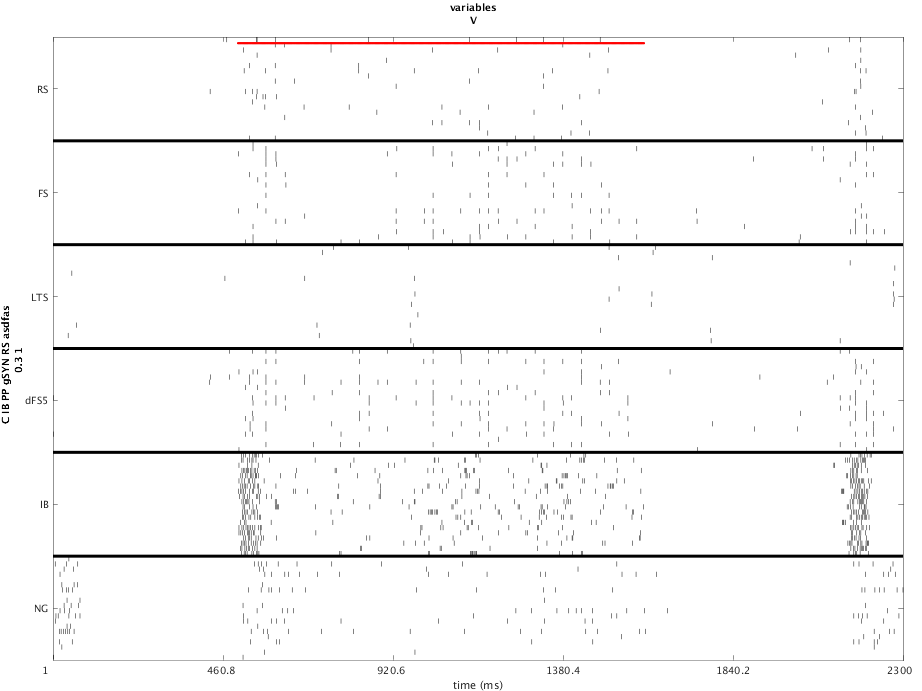 variables
V
RS
FS
LTS
dFS5
IB
NG
C IB PP gSYN RS asdfas
0.3 1
1
460.8
920.6
1380.4
1840.2
2300
time (ms)